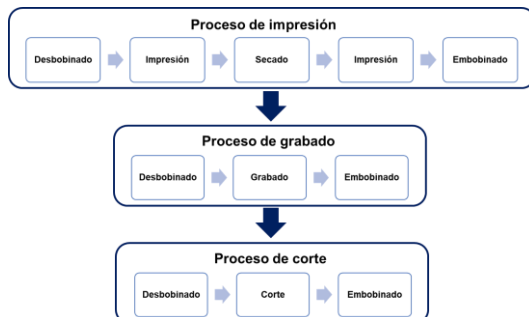 Proceso de impresión
Desbobinado
Impresión
Secado
Impresión
Embobinado
Proceso de grabado
Desbobinado
Grabado
Embobinado
Proceso de corte
Desbobinado
Corte
Embobinado